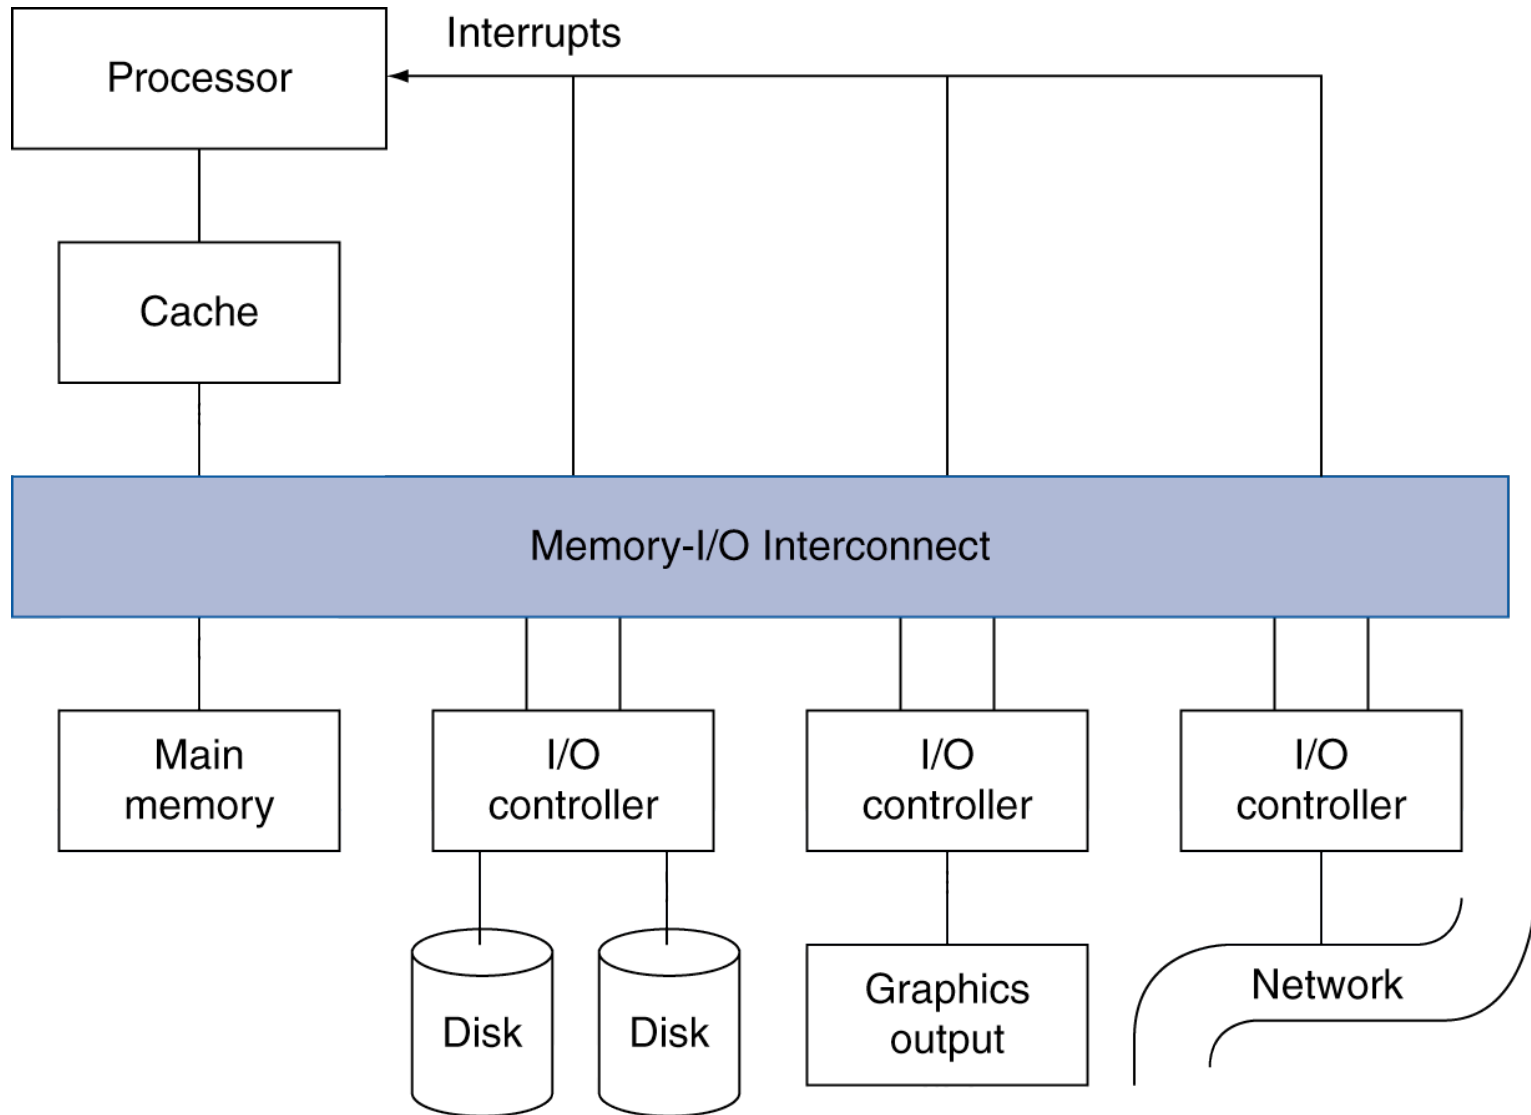 Interrupts
Processor
Cache
Memory-I/O Interconnect
Main
memory
I/O
controller
I/O
controller
I/O
controller
Disk
Disk
Graphics
output
Network